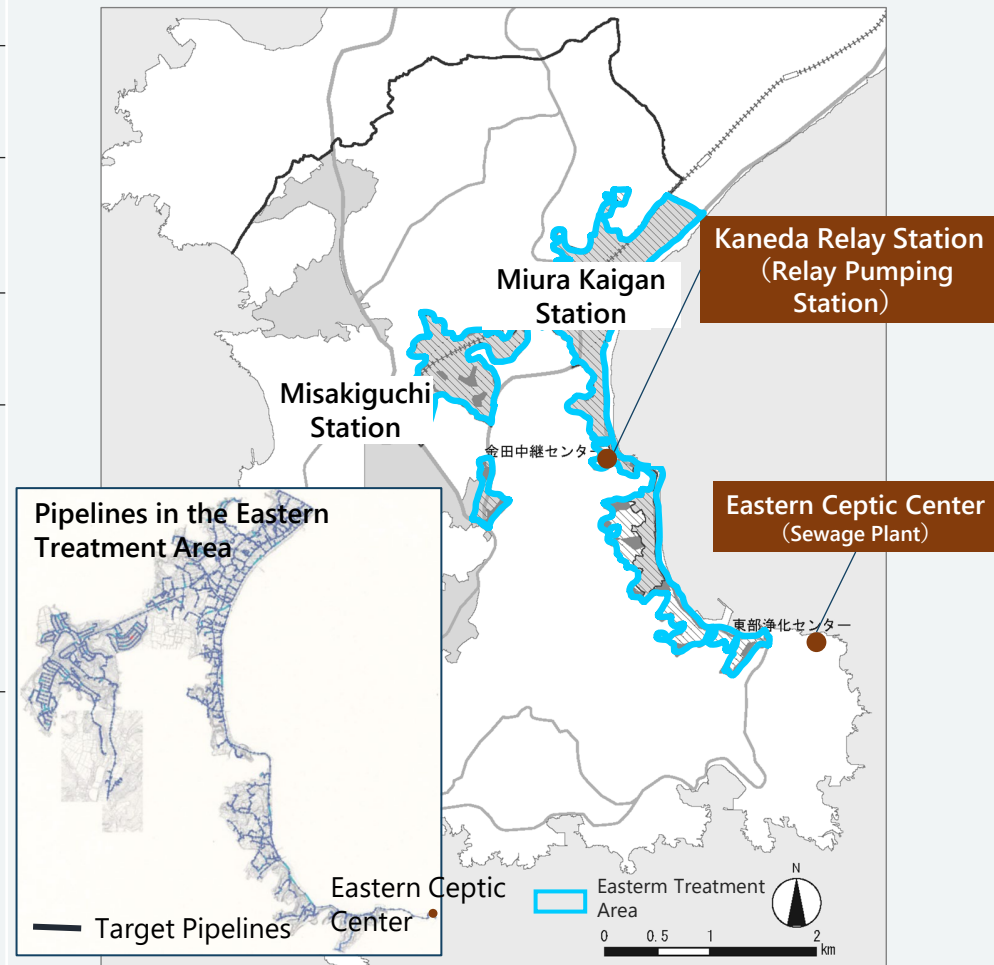 Kaneda Relay Station
（Relay Pumping
Station）
Miura Kaigan
Station
Misakiguchi
Station
金田中継センター
Eastern Ceptic Center
(Sewage Plant)
東部浄化センター
Pipelines in the Eastern
Treatment Area
Eastern Ceptic
Center
Target Pipelines
Easterm Treatment
Area
N
0 0.5 1 2
km